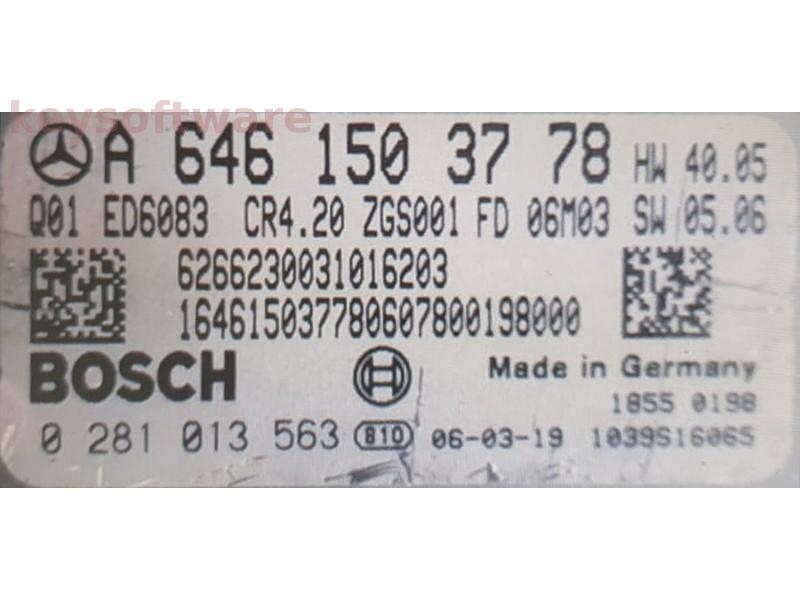 keysoftware
A 646 150 37 78 HW 40.05
Q01 ED6083 CR4.20 ZGS001 FD 06M03 SW 05.06
6266230031016203
164615037780607800198000
BOSCH Made in Germany
1855 0198
0 281 013 563 810 06-03-19 1039S16065